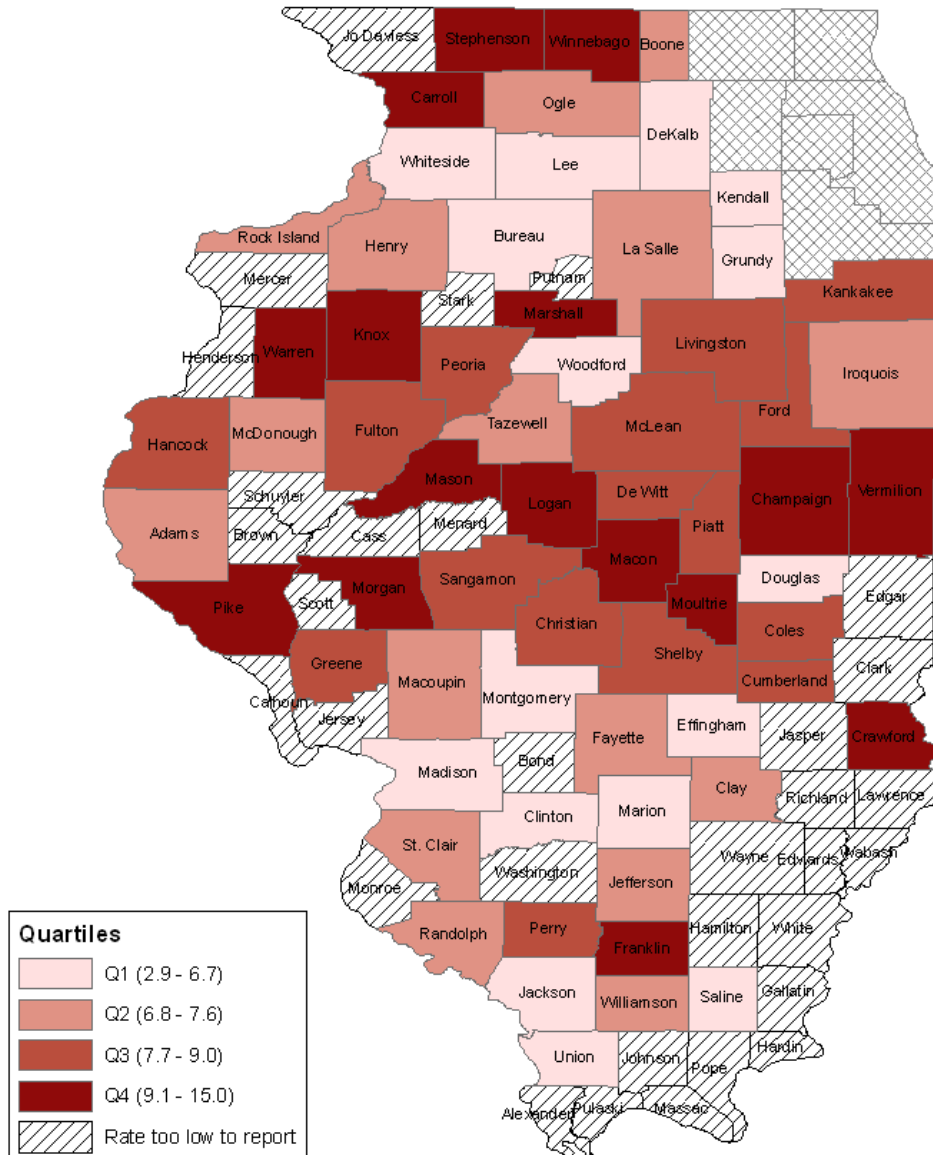 Jo Daviess
Stephenson
Winnebago
Boone
Carroll
Ogle
DeKalb
Whiteside
Lee
Kendall
Rock Island
Henry
Bureau
La Salle
Grundy
Mercer
Putnam
Stark
Kankakee
Marshall
Knox
Warren
Livingston
Henderson
Peoria
Woodford
Iroquois
Ford
Hancock
McDonough
Fulton
Tazewell
McLean
Mason
Schuyler
Logan
De Witt
Champaign
Vermilion
Menard
Piatt
Adams
Brown
Cass
Macon
Sangamon
Douglas
Morgan
Moultrie
Edgar
Pike
Scott
Christian
Coles
Shelby
Greene
Clark
Macoupin
Cumberland
Montgomery
Calhoun
Jersey
Effingham
Fayette
Jasper
Crawford
Bond
Madison
Clay
Richland
Lawrence
Clinton
Marion
St. Clair
Wayne
Edwards
Wabash
Washington
Monroe
Jefferson
Randolph
Perry
Hamilton
White
Franklin
Jackson
Williamson
Saline
Gallatin
Union
Johnson
Hardin
Pope
Alexander
Pulaski
Massac
Quartiles
Q1 (2.9 - 6.7)
Q2 (6.8 - 7.6)
Q3 (7.7 - 9.0)
Q4 (9.1 - 15.0)
Rate too low to report